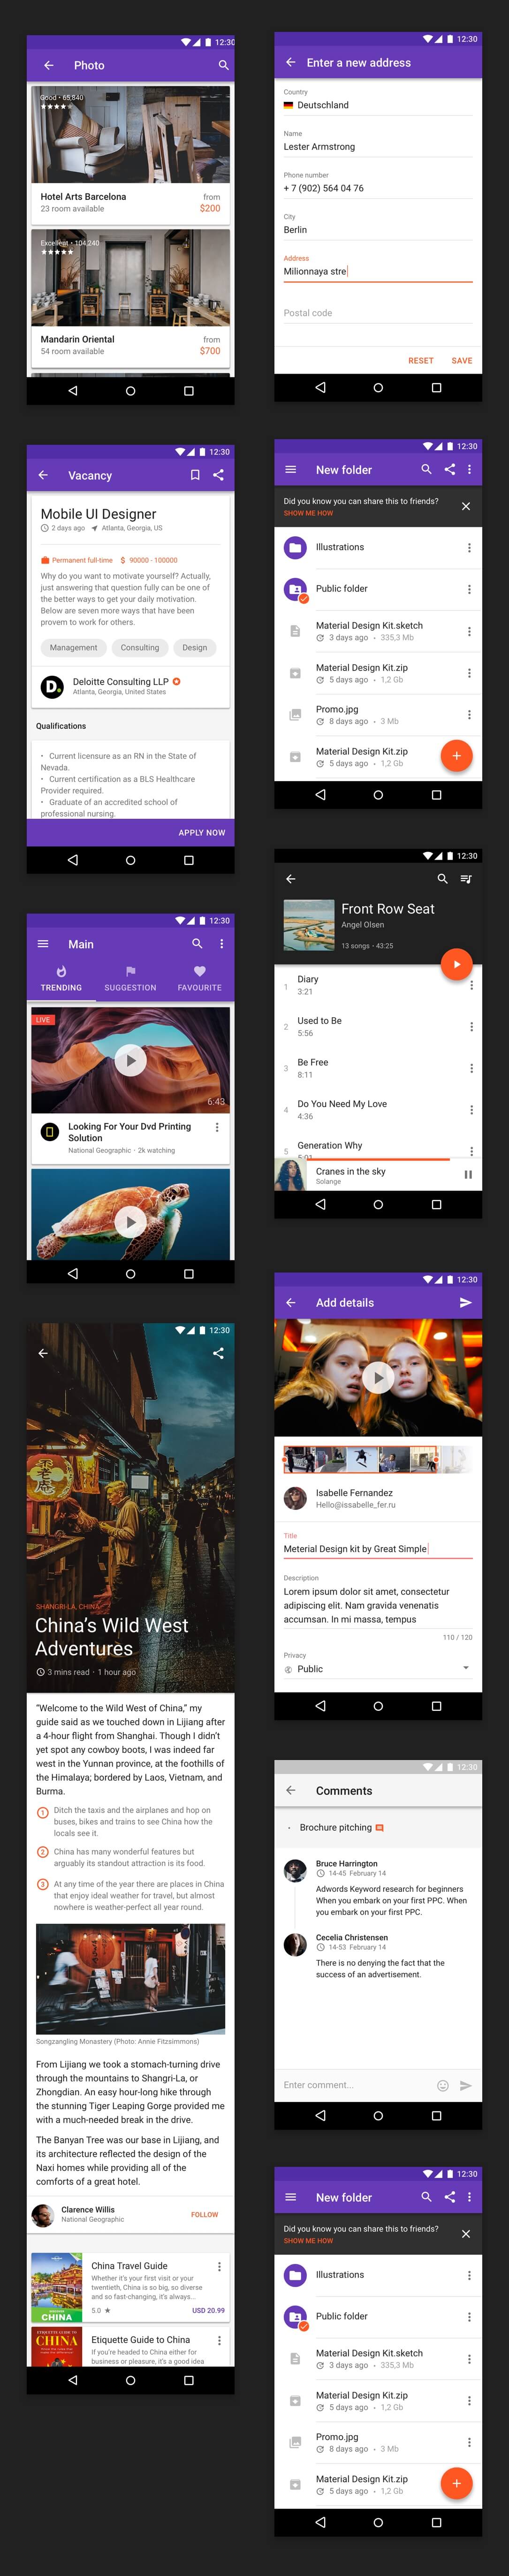 12:30
Photo
Good • 65,840
Hotel Arts Barcelona
from
23 room available
$200
Excellent • 104,240
Mandarin Oriental
from
54 room available
$700
12:30
Vacancy
Mobile UI Designer
2 days ago Atlanta, Georgia, US
Permanent full-time $ 90000 - 100000
Why do you want to motivate yourself? Actually,
just answering that question fully can be one of
the better ways to get your daily motivation.
Below are seven more ways that have been
provem to work for others.
Management Consulting Design
D.
Deloitte Consulting LLP
Atlanta, Georgia, United States
Qualifications
• Current licensure as an RN in the State of
Nevada.
• Current certification as a BLS Healthcare
Provider required.
• Graduate of an accredited school of
professional nursing.
APPLY NOW
12:30
Main
TRENDING SUGGESTION FAVOURITE
LIVE
6:43
Looking For Your Dvd Printing
Solution
National Geographic • 2k watching
12:30
SHANGRI-LA, CHINA
China's Wild West
Adventures
3 mins read • 1 hour ago
“Welcome to the Wild West of China,” my
guide said as we touched down in Lijiang after
a 4-hour flight from Shanghai. Though I didn't
yet spot any cowboy boots, I was indeed far
west in the Yunnan province, at the foothills of
the Himalaya; bordered by Laos, Vietnam, and
Burma.
1 Ditch the taxis and the airplanes and hop on
buses, bikes and trains to see China how the
locals see it.
2 China has many wonderful features but
arguably its standout attraction is its food.
3 At any time of the year there are places in China
that enjoy ideal weather for travel, but almost
nowhere is weather-perfect all year round.
Songzangling Monastery (Photo: Annie Fitzsimmons)
From Lijiang we took a stomach-turning drive
through the mountains to Shangri-La, or
Zhongdian. An easy hour-long hike through
the stunning Tiger Leaping Gorge provided me
with a much-needed break in the drive.
The Banyan Tree was our base in Lijiang, and
its architecture reflected the design of the
Naxi homes while providing all of the
comforts of a great hotel.
Clarence Willis
National Geographic
FOLLOW
CHINA
China Travel Guide
Whether it's your first visit or your
twentieth, China is so big, so diverse
and so fast-changing, it's always...
5.0 ★ USD 20.99
CHINA
Etiquette Guide to China
If you're headed to China either for
business or pleasure, it's a good idea
12:30
Enter a new address
Country
Deutschland
Name
Lester Armstrong
Phone number
+ 7 (902) 564 04 76
City
Berlin
Address
Milionnaya stre
Postal code
RESET SAVE
12:30
New folder
Did you know you can share this to friends?
SHOW ME HOW
Illustrations
Public folder
Material Design Kit.sketch
3 days ago • 335,3 Mb
Material Design Kit.zip
5 days ago • 1,2 Gb
Promo.jpg
8 days ago • 3 Mb
Material Design Kit.zip
5 days ago • 1,2 Gb
12:30
Front Row Seat
Angel Olsen
13 songs • 43:25
1 Diary
3:21
2 Used to Be
5:56
3 Be Free
8:11
4 Do You Need My Love
4:36
5 Generation Why
5:01
Cranes in the sky
Solange
12:30
Add details
Isabelle Fernandez
Hello@issabelle_fer.ru
Title
Meterial Design kit by Great Simple
Description
Lorem ipsum dolor sit amet, consectetur
adipiscing elit. Nam gravida venenatis
accumsan. In mi massa, tempus
110 / 120
Privacy
Public
12:30
Comments
• Brochure pitching
Bruce Harrington
14-45 February 14
Adwords Keyword research for beginners
When you embark on your first PPC. When
you embark on your first PPC.
Cecelia Christensen
14-53 February 14
There is no denying the fact that the
success of an advertisement.
Enter comment...
12:30
New folder
Did you know you can share this to friends?
SHOW ME HOW
Illustrations
Public folder
Material Design Kit.sketch
3 days ago • 335,3 Mb
Material Design Kit.zip
5 days ago • 1,2 Gb
Promo.jpg
8 days ago • 3 Mb
Material Design Kit.zip
5 days ago • 1,2 Gb